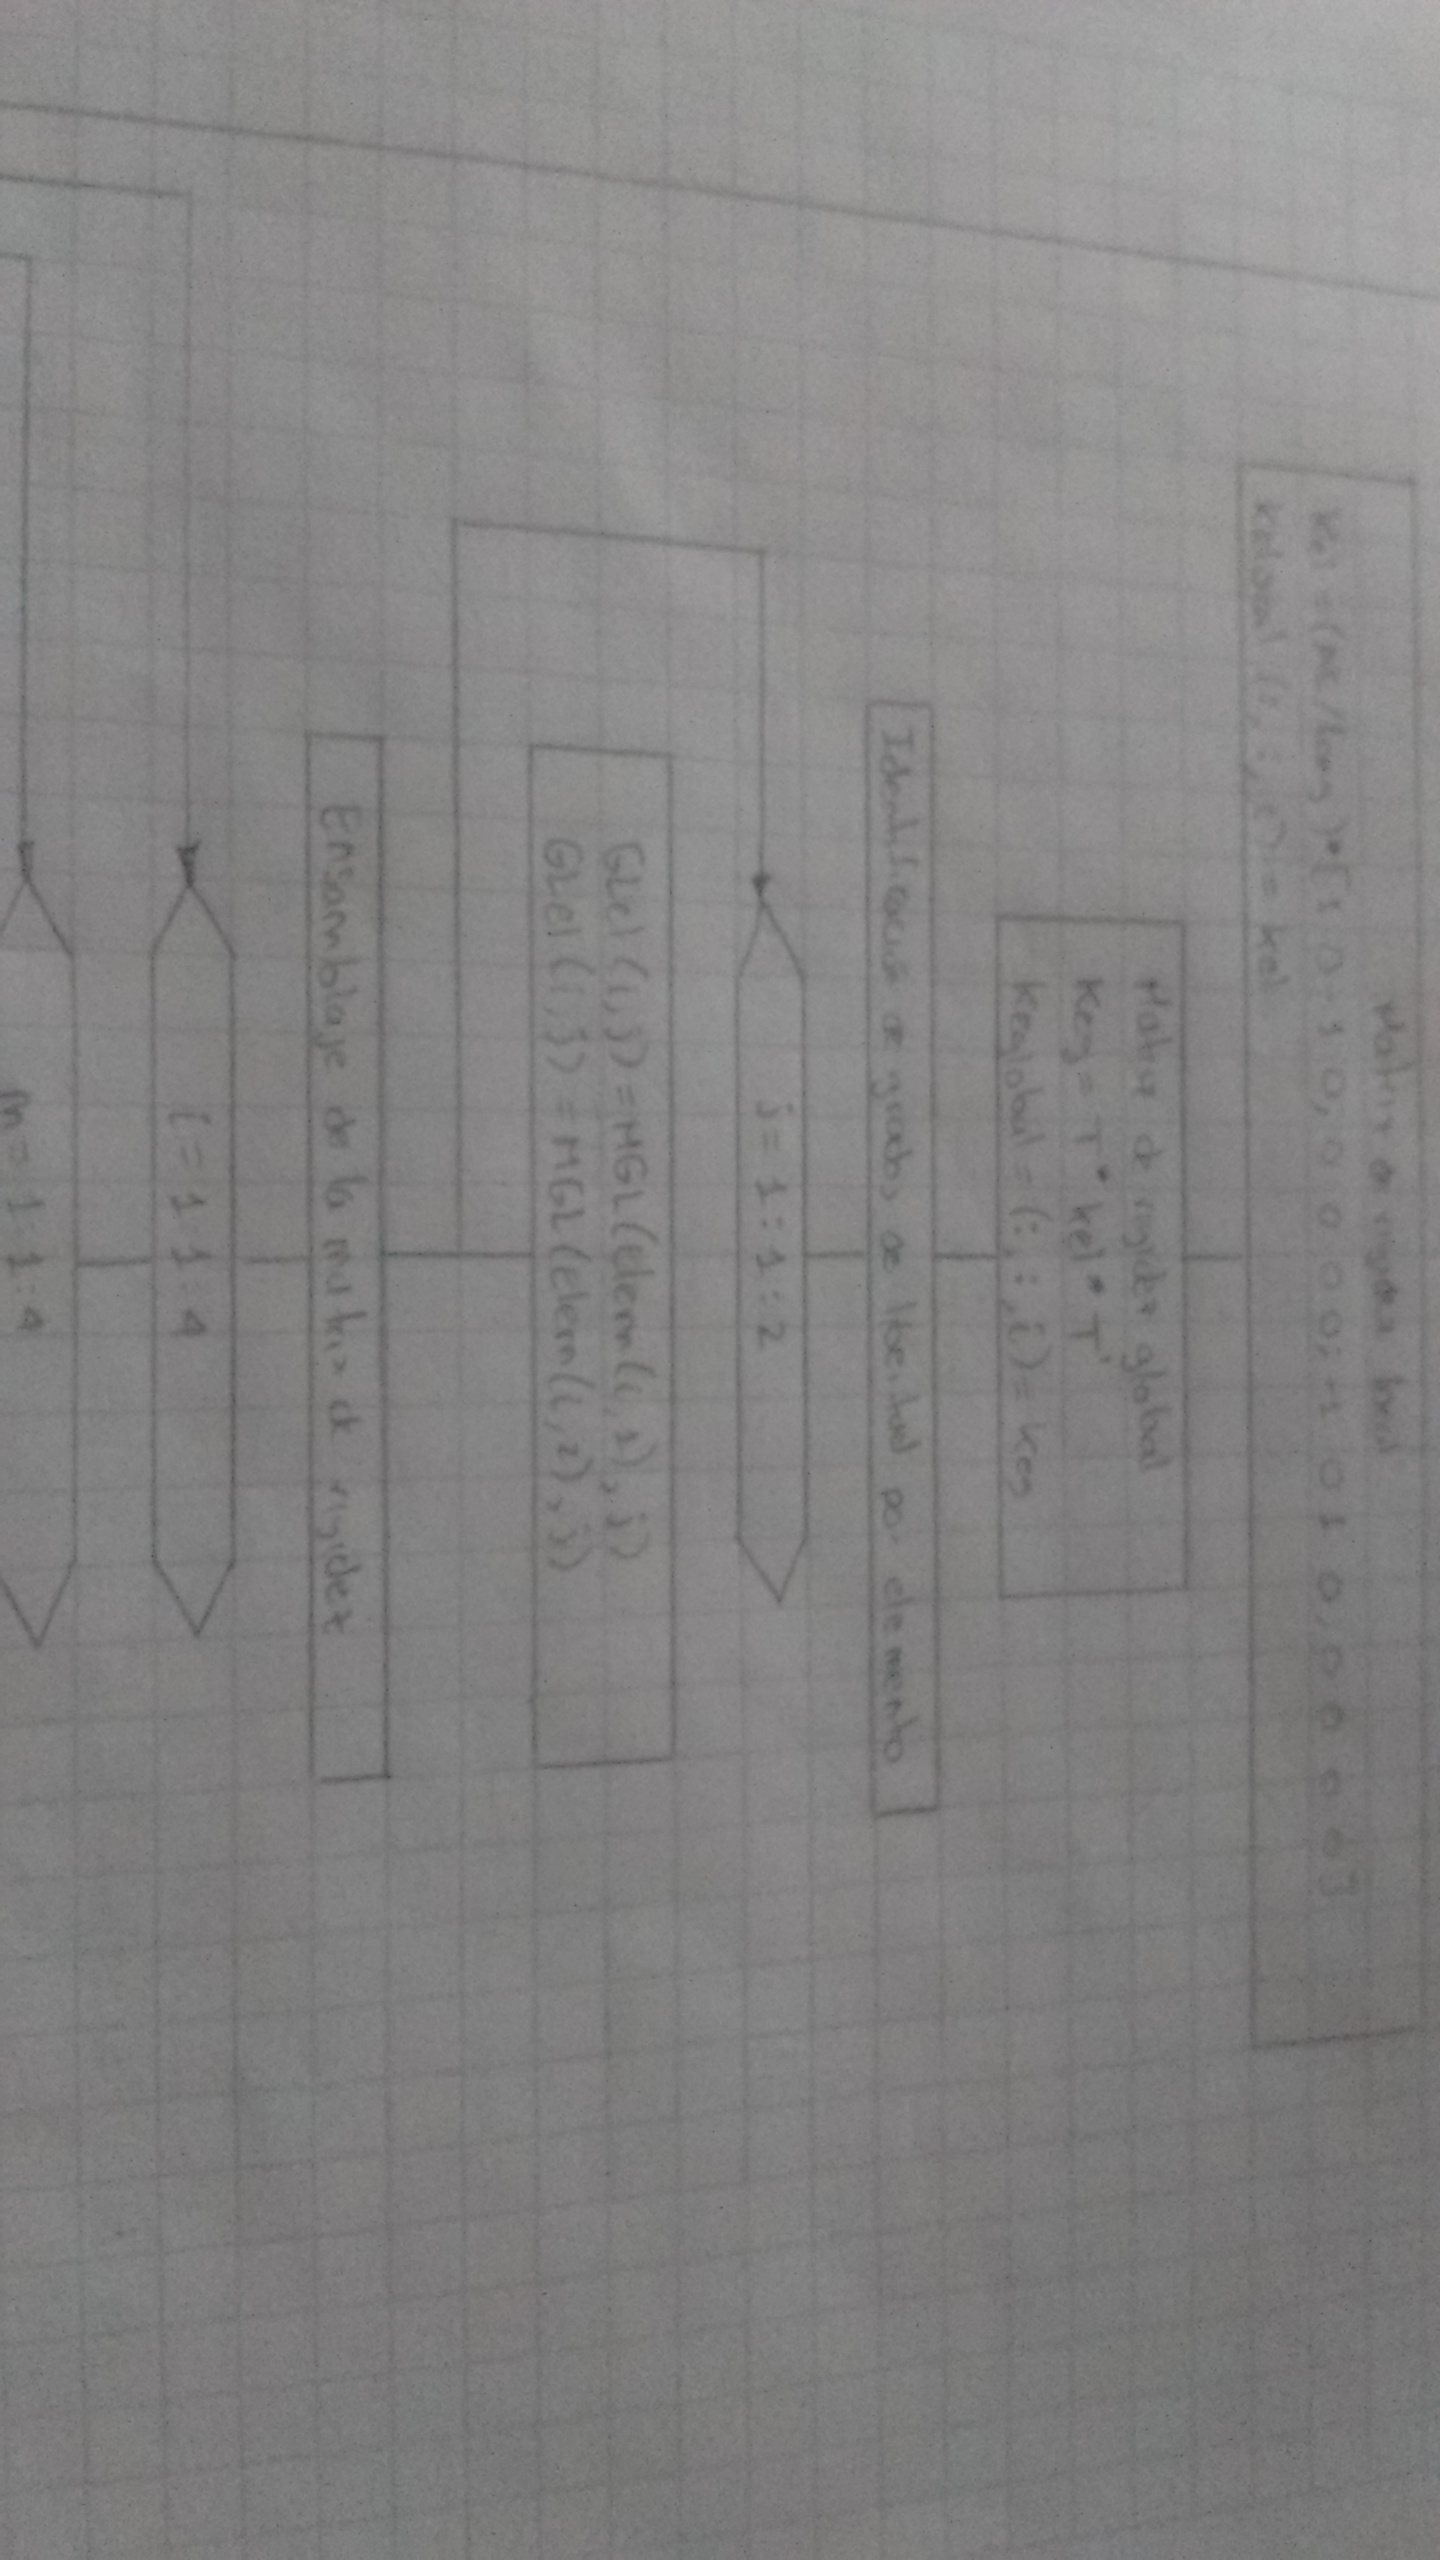 Matriz de rigidez local
Kel = (AE/long)*[1 0 -1 0; 0 0 0 0; -1 0 1 0; 0 0 0 0]
Kelocal (:,:,i) = kel
Matriz de rigidez global
Keg = T * kel * T'
Keglobal = (:,:,i) = keg
Identificacion de grados de libertad por elemento
j = 1:1:2
GLel (i,j) = MGL (elem(i,1),j)
GLel (i,j) = MGL (elem(i,2),j)
Ensamblaje de la matriz de rigidez
l = 1:1:4
m = 1:1:4